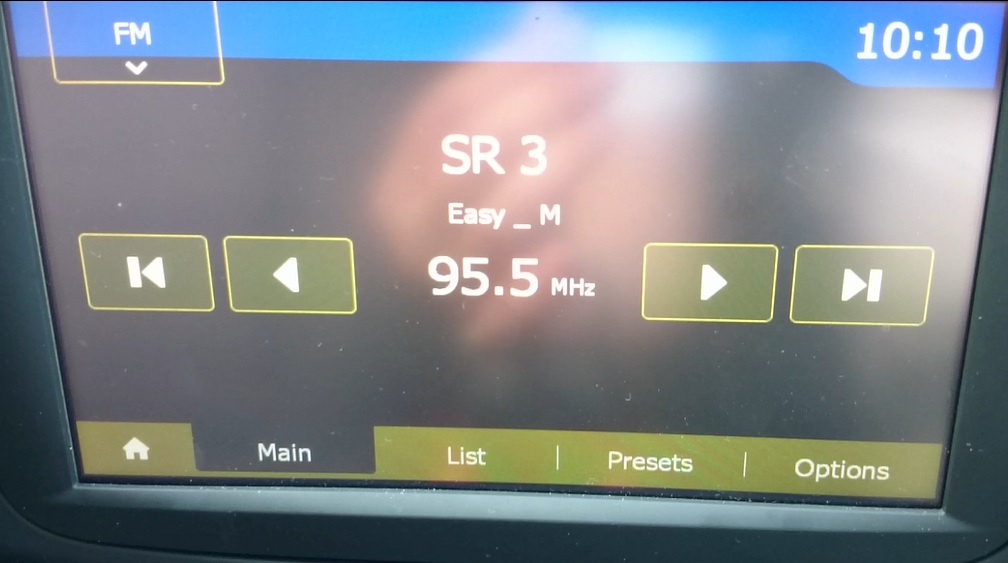 FM
10:10
SR 3
Easy _ M
95.5 MHz
Main
List
Presets
Options